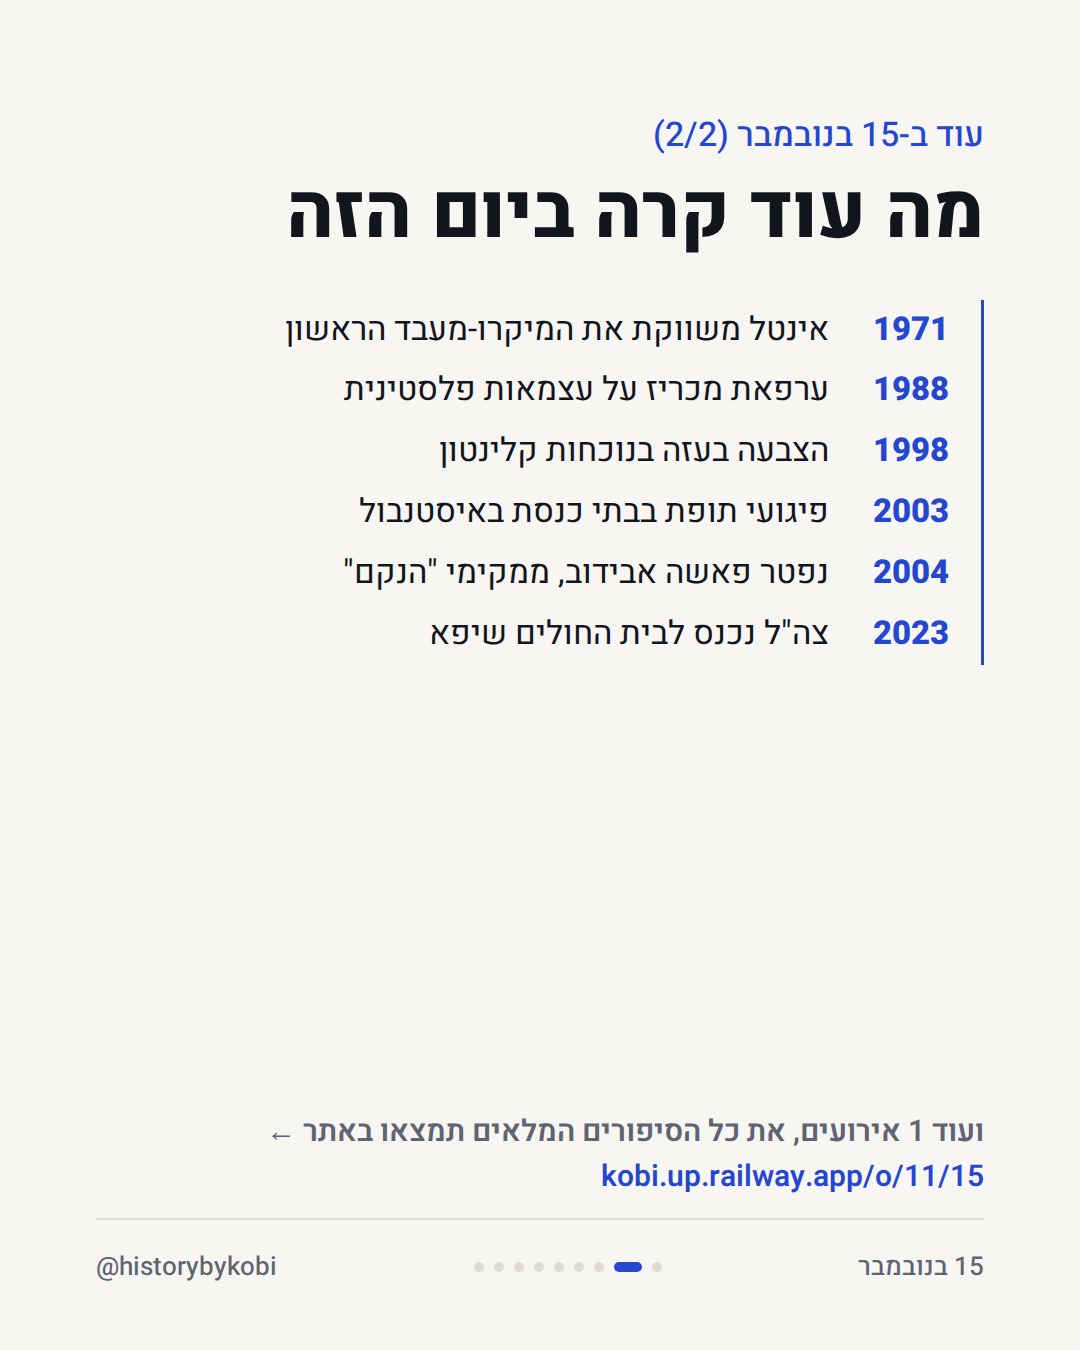 עוד ב-15 בנובמבר (2/2)
מה עוד קרה ביום הזה
1971 אינטל משווקת את המיקרו-מעבד הראשון
1988 ערפאת מכריז על עצמאות פלסטינית
1998 הצבעה בעזה בנוכחות קלינטון
2003 פיגועי תופת בבתי כנסת באיסטנבול
2004 נפטר פאשה אבידוב, ממקימי "הנקם"
2023 צה"ל נכנס לבית החולים שיפא
ועוד 1 אירועים, את כל הסיפורים המלאים תמצאו באתר ←
kobi.up.railway.app/o/11/15
15 בנובמבר
@historybykobi